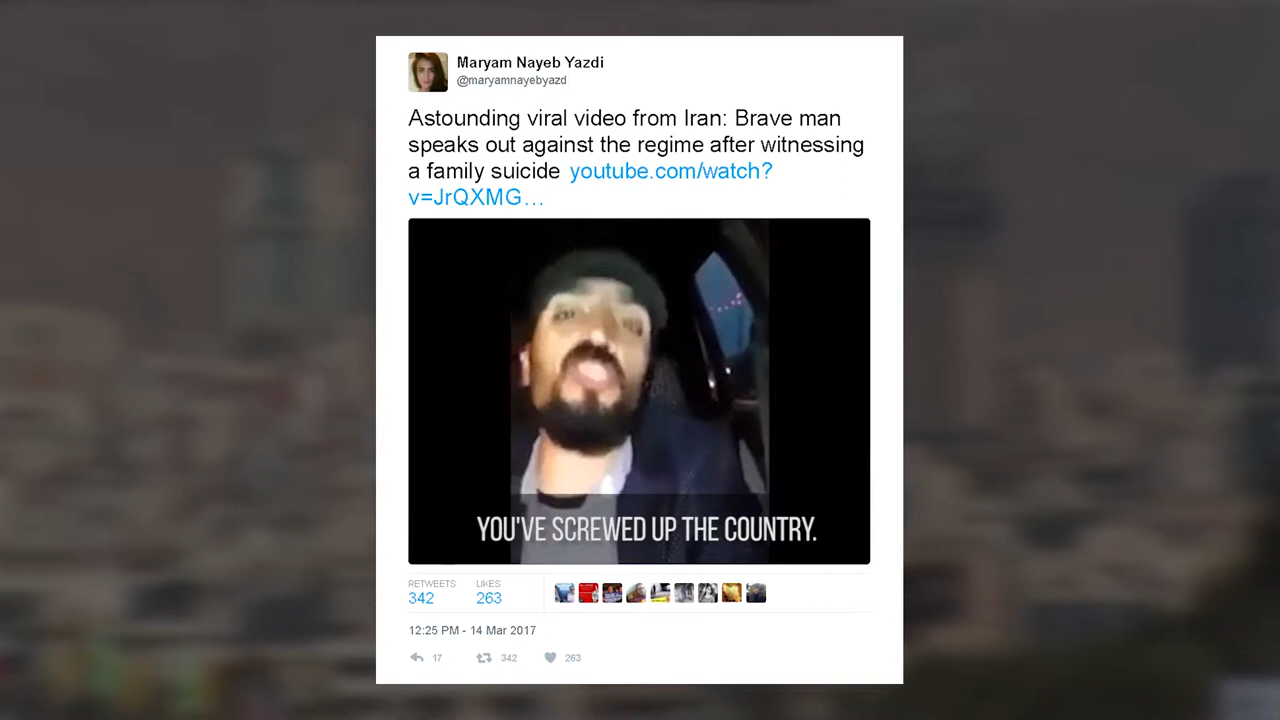 Maryam Nayeb Yazdi
@maryamnayebyazd
Astounding viral video from Iran: Brave man
speaks out against the regime after witnessing
a family suicide youtube.com/watch?
v=JrQXMG…
YOU'VE SCREWED UP THE COUNTRY.
RETWEETS LIKES
342 263
12:25 PM - 14 Mar 2017
17 342 263